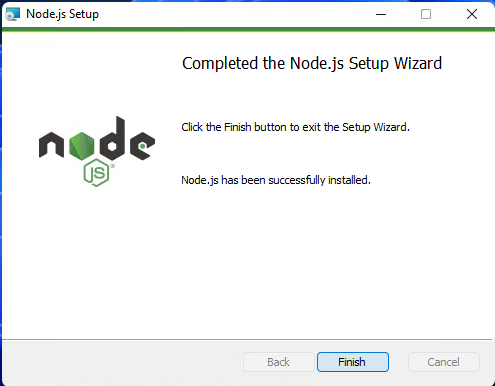 Node.js Setup
Completed the Node.js Setup Wizard
Click the Finish button to exit the Setup Wizard.
node
JS
®
Node.js has been successfully installed.
Back
Finish
Cancel